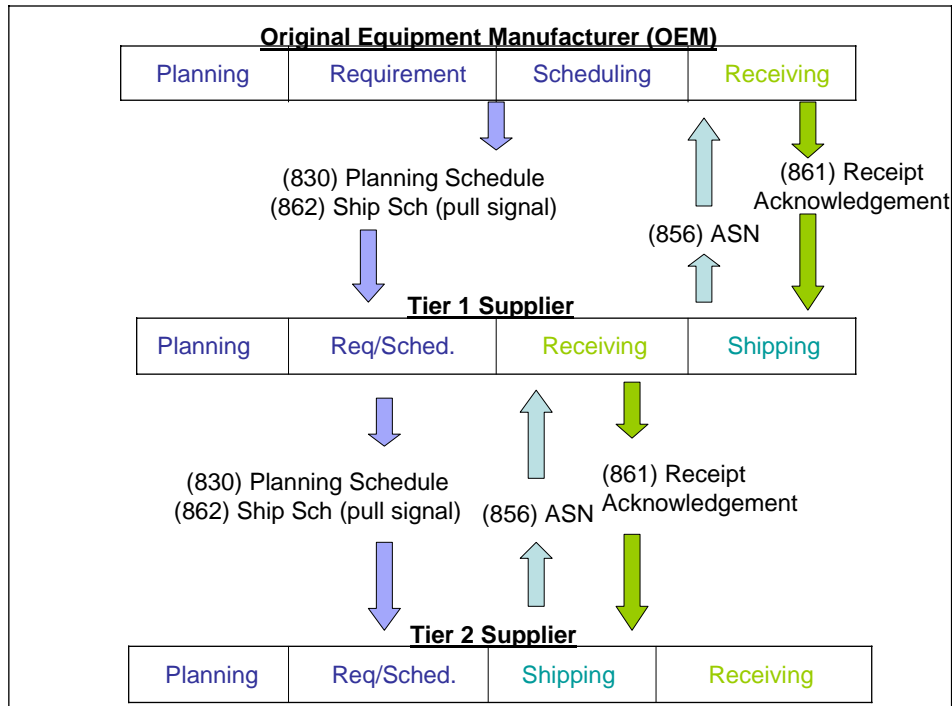 Original Equipment Manufacturer (OEM)
Planning Requirement Scheduling Receiving
(830) Planning Schedule
(862) Ship Sch (pull signal)
(861) Receipt
Acknowledgement
(856) ASN
Tier 1 Supplier
Planning Req/Sched. Receiving Shipping
(830) Planning Schedule
(862) Ship Sch (pull signal)
(856) ASN
(861) Receipt
Acknowledgement
Tier 2 Supplier
Planning Req/Sched. Shipping Receiving